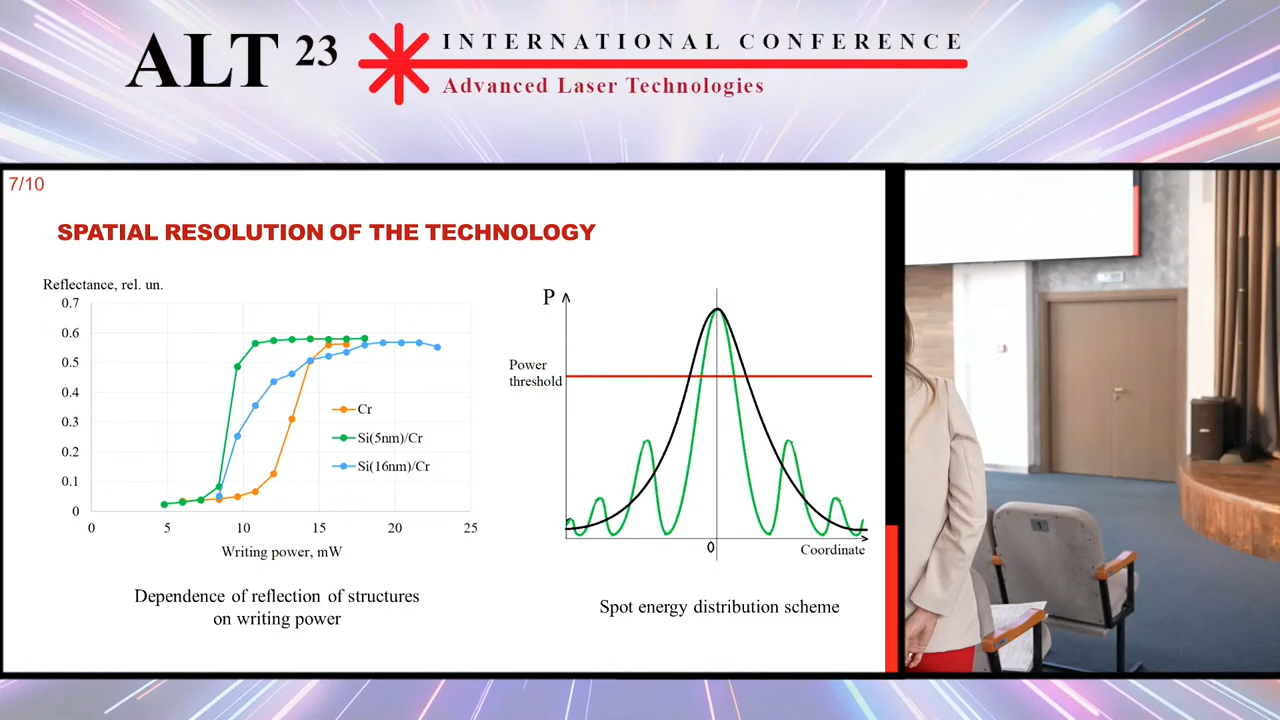 ALT 23
INTERNATIONAL CONFERENCE
Advanced Laser Technologies
7/10
SPATIAL RESOLUTION OF THE TECHNOLOGY
Reflectance, rel. un.
0.7
0.6
0.5
0.4
0.3
0.2
0.1
0
0 5 10 15 20 25
Cr
Si(5nm)/Cr
Si(16nm)/Cr
Writing power, mW
Dependence of reflection of structures
on writing power
P
Power
threshold
0
Coordinate
Spot energy distribution scheme
1